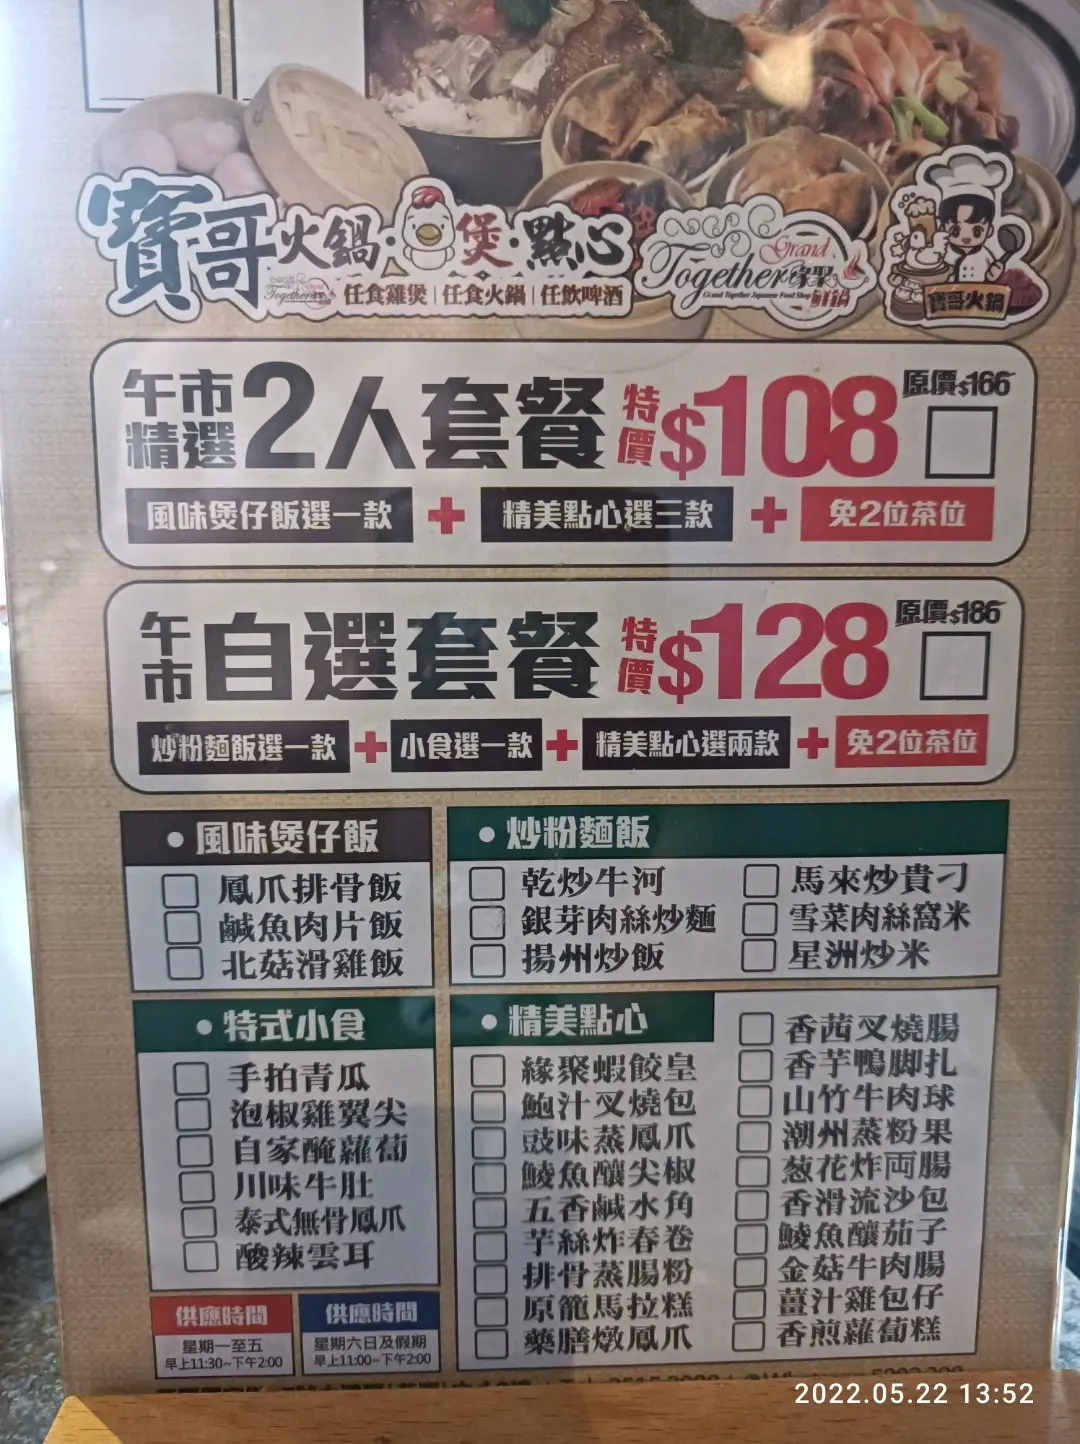 寶哥火鍋·煲·點心
Together
任食雞煲 | 任食火鍋 | 任飲啤酒
Grand
Together 客聚
Grand Together Japanese Food Shop 鮮鍋
寶哥火鍋
午市精選 2人套餐 特價 $108 原價$166
風味煲仔飯選一款 + 精美點心選三款 + 免2位茶位
午市 自選套餐 特價 $128 原價$186
炒粉麵飯選一款 + 小食選一款 + 精美點心選兩款 + 免2位茶位
• 風味煲仔飯
鳳爪排骨飯
鹹魚肉片飯
北菇滑雞飯
• 炒粉麵飯
乾炒牛河
銀芽肉絲炒麵
揚州炒飯
馬來炒貴刁
雪菜肉絲窩米
星洲炒米
• 特式小食
手拍青瓜
泡椒雞翼尖
自家醃蘿蔔
川味牛肚
泰式無骨鳳爪
酸辣雲耳
• 精美點心
緣聚蝦餃皇
鮑汁叉燒包
豉味蒸鳳爪
鯪魚釀尖椒
五香鹹水角
芋絲炸春卷
排骨蒸腸粉
原籠馬拉糕
藥膳燉鳳爪
香茜叉燒腸
香芋鴨脚扎
山竹牛肉球
潮州蒸粉果
葱花炸両腸
香滑流沙包
鯪魚釀茄子
金菇牛肉腸
薑汁雞包仔
香煎蘿蔔糕
供應時間
星期一至五
早上11:30~下午2:00
供應時間
星期六日及假期
早上11:00~下午2:00
2022.05.22 13:52